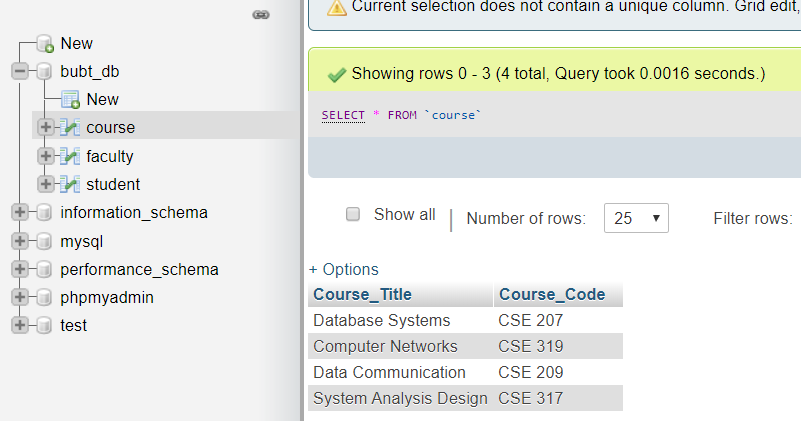 New
bubt_db
New
course
faculty
student
information_schema
mysql
performance_schema
phpmyadmin
test
Current selection does not contain a unique column. Grid edit,
Showing rows 0 - 3 (4 total, Query took 0.0016 seconds.)
SELECT * FROM `course`
Show all | Number of rows: 25 Filter rows:
+ Options
Course_Title Course_Code
Database Systems CSE 207
Computer Networks CSE 319
Data Communication CSE 209
System Analysis Design CSE 317